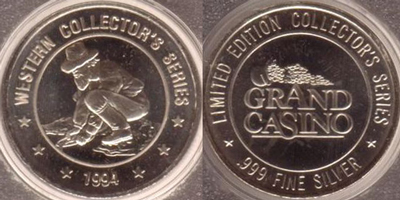 WESTERN COLLECTOR'S SERIES
1994
LIMITED EDITION COLLECTOR'S SERIES
GRAND
CASINO
.999 FINE SILVER